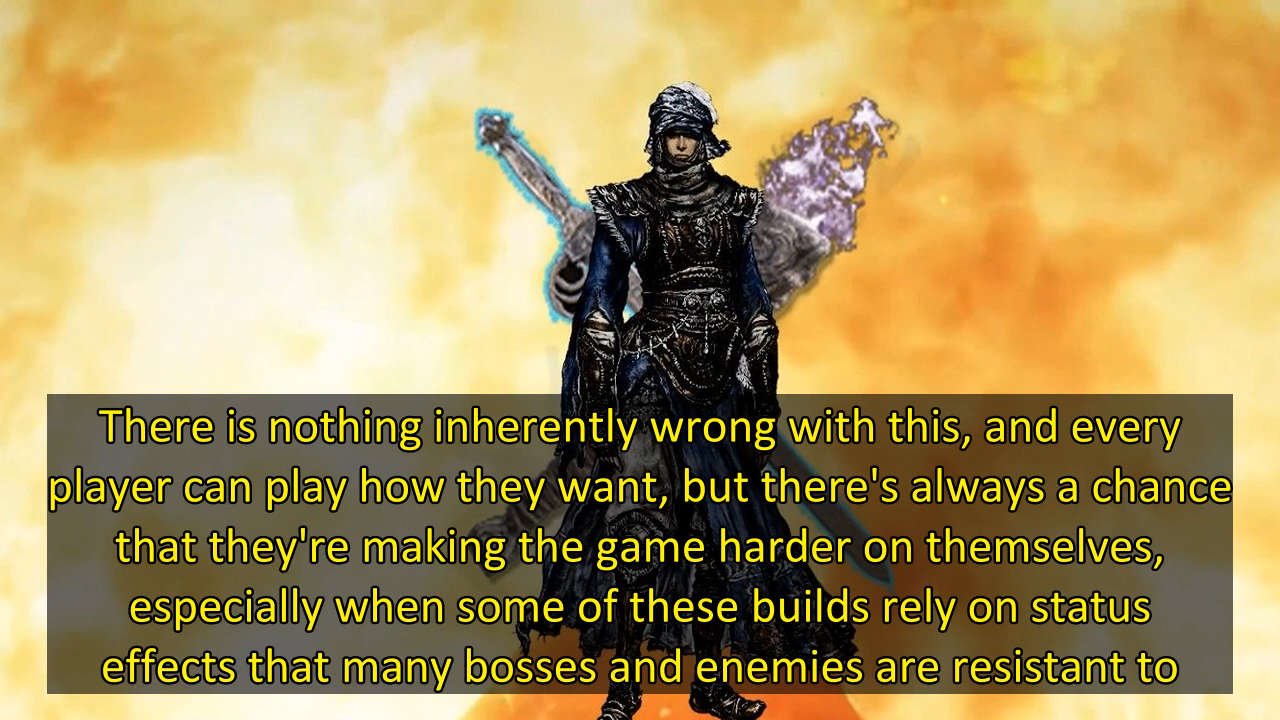 There is nothing inherently wrong with this, and every
player can play how they want, but there's always a chance
that they're making the game harder on themselves,
especially when some of these builds rely on status
effects that many bosses and enemies are resistant to